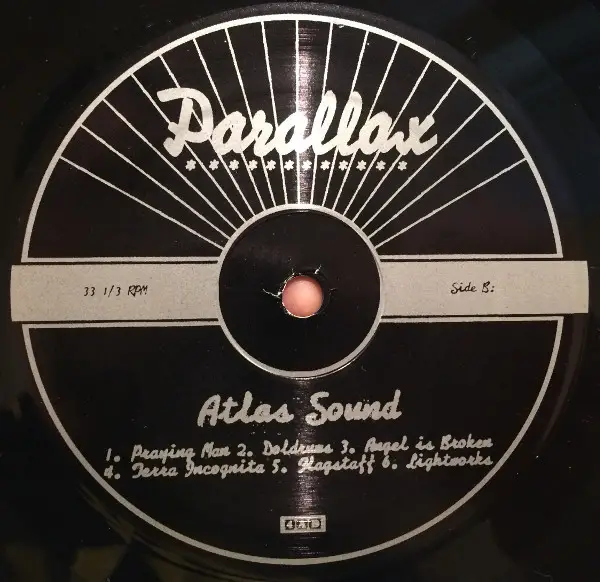 Parallax
* * * * * * * * * * * *
33 1/3 RPM
Side B:
Atlas Sound
1. Praying Man 2. Doldrums 3. Angel is Broken
4. Terra Incognita 5. Flagstaff 6. Lightworks
4AD